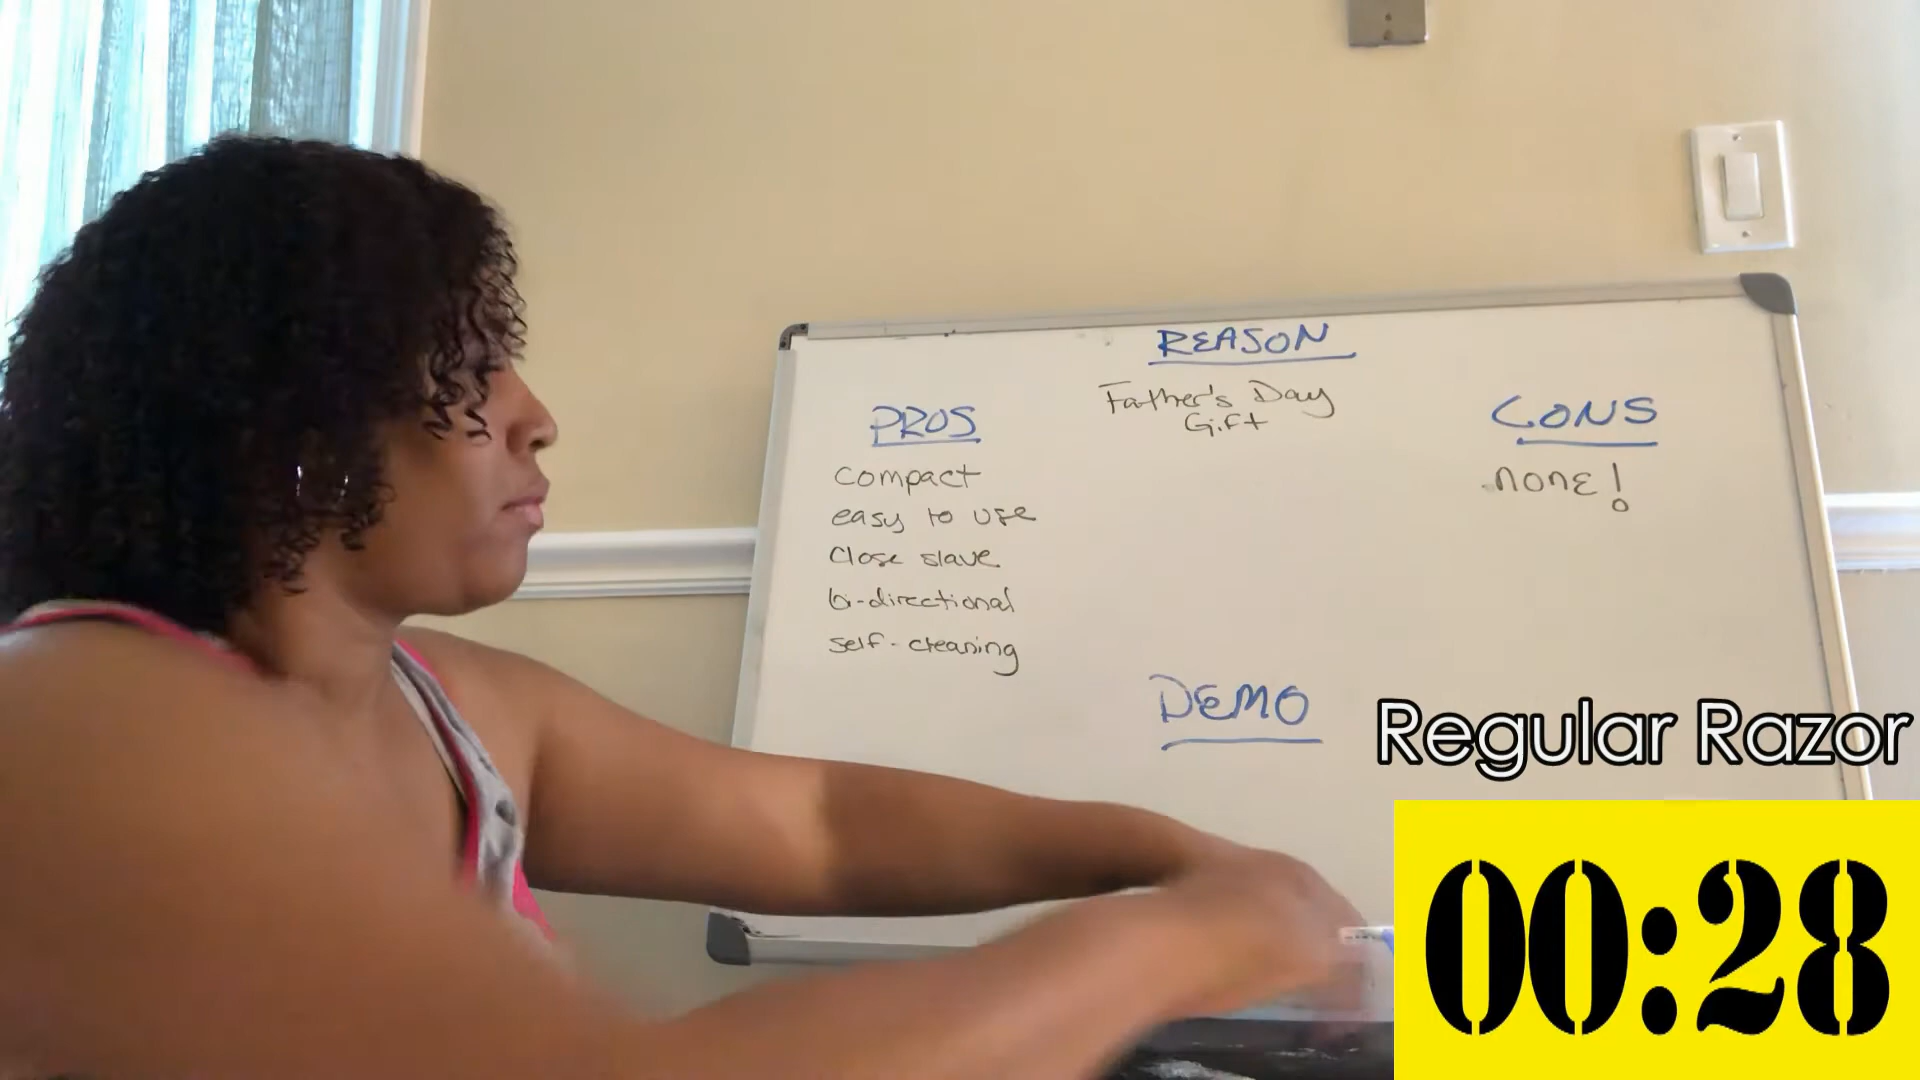 REASON
Father's Day
Gift
PROS
compact
easy to use
Close slave
bi-directional
self-cleaning
CONS
none!
DEMO
Regular Razor
00:28